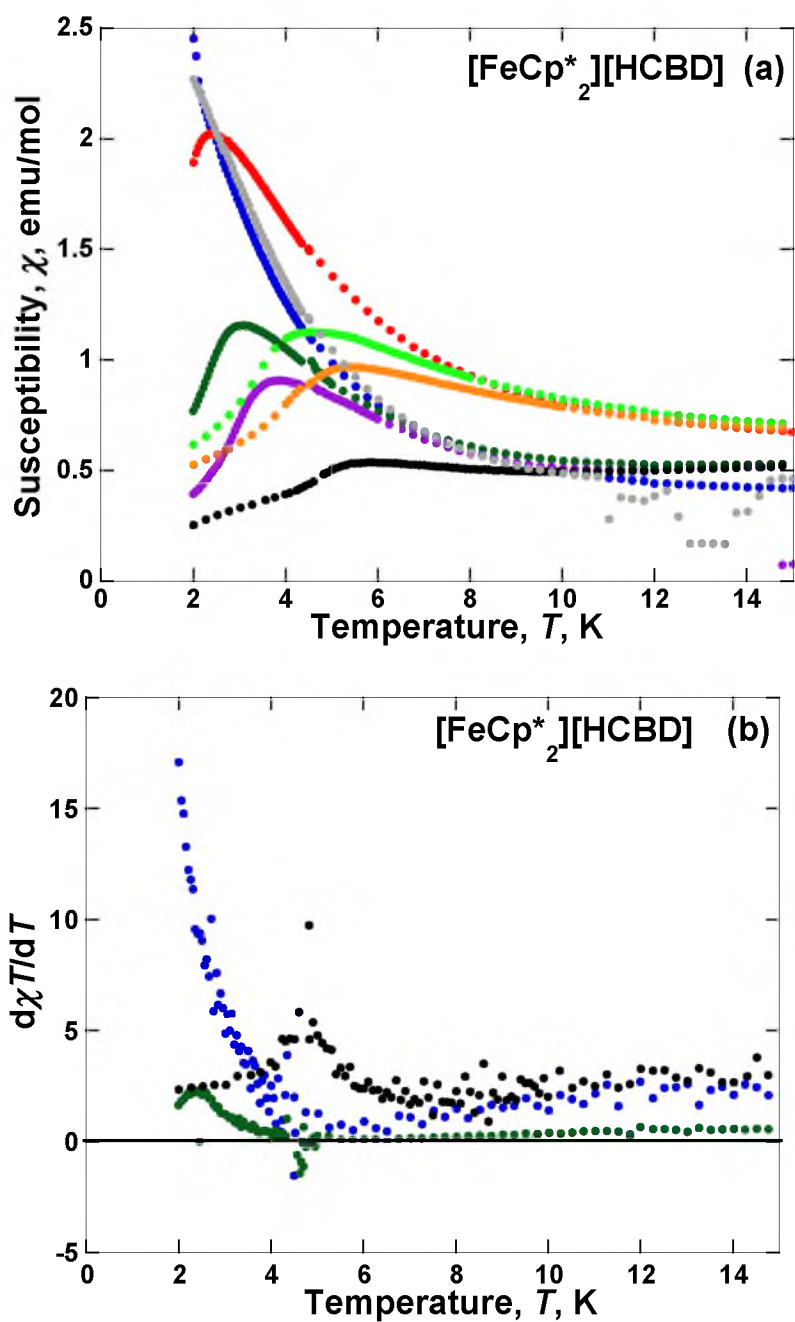 [FeCp*2][HCBD] (a)
Susceptibility, χ, emu/mol
2.5
2
1.5
1
0.5
0
0 2 4 6 8 10 12 14
Temperature, T, K
[FeCp*2][HCBD] (b)
dχT/dT
20
15
10
5
0
-5
0 2 4 6 8 10 12 14
Temperature, T, K